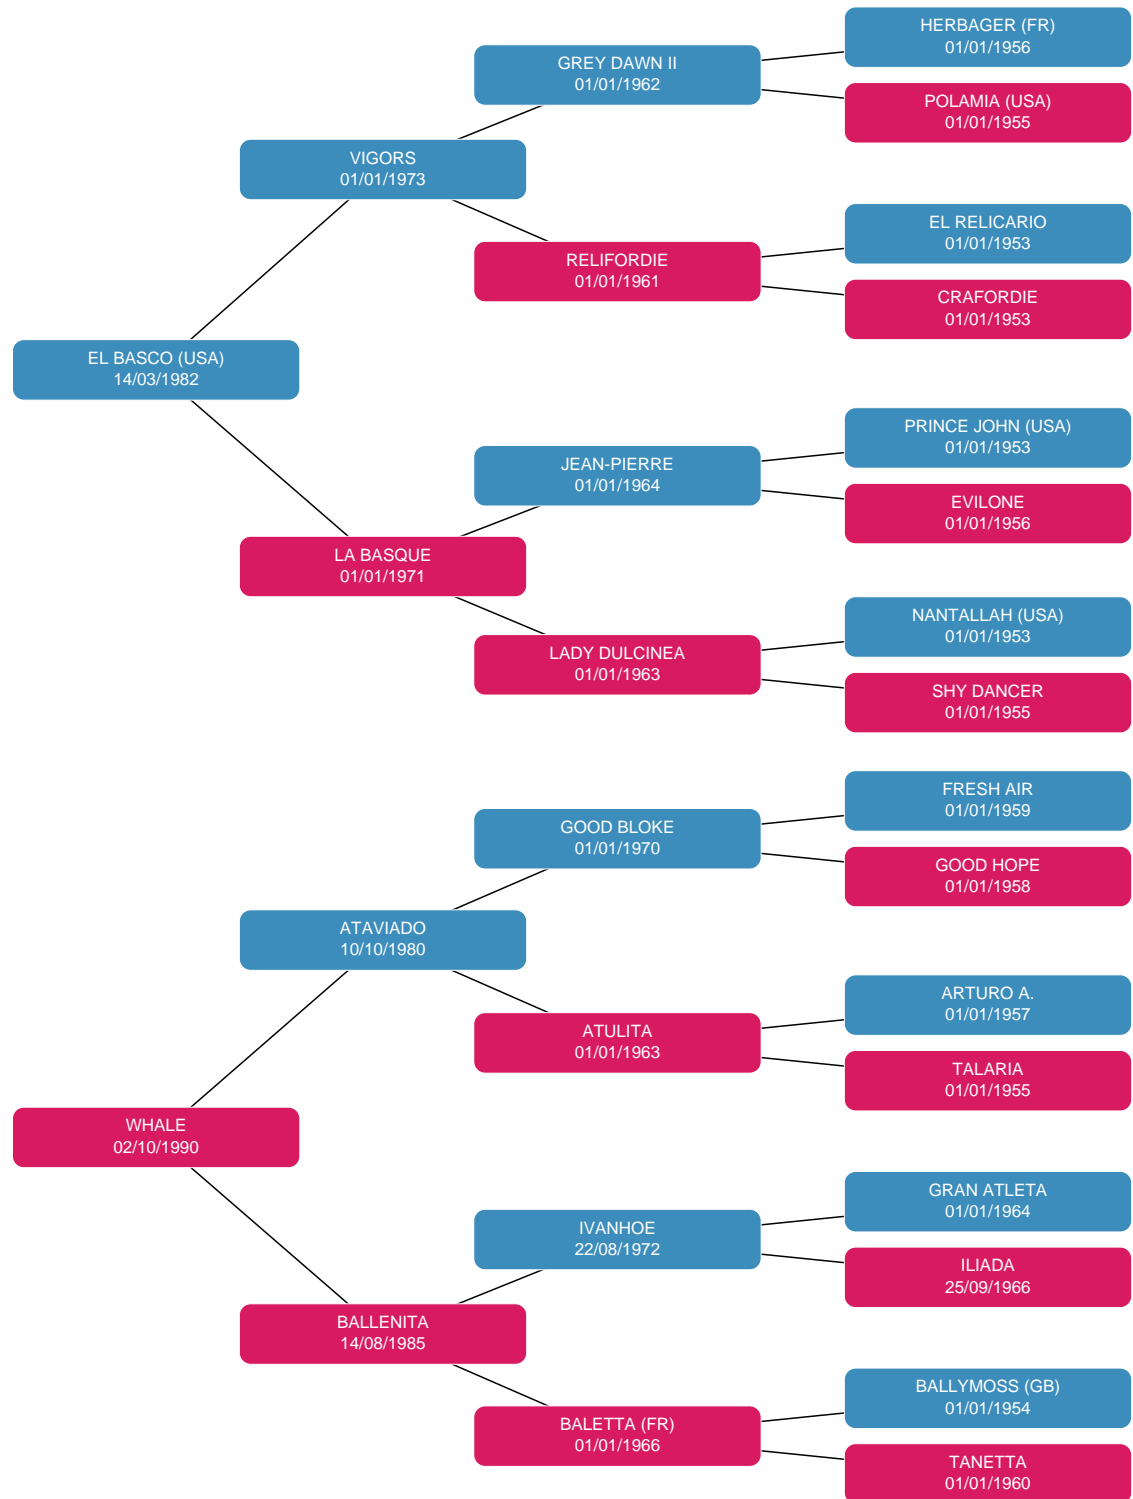 HERBAGER (FR)
01/01/1956
GREY DAWN II
01/01/1962
POLAMIA (USA)
01/01/1955
VIGORS
01/01/1973
EL RELICARIO
01/01/1953
RELIFORDIE
01/01/1961
CRAFORDIE
01/01/1953
EL BASCO (USA)
14/03/1982
PRINCE JOHN (USA)
01/01/1953
JEAN-PIERRE
01/01/1964
EVILONE
01/01/1956
LA BASQUE
01/01/1971
NANTALLAH (USA)
01/01/1953
LADY DULCINEA
01/01/1963
SHY DANCER
01/01/1955
FRESH AIR
01/01/1959
GOOD BLOKE
01/01/1970
GOOD HOPE
01/01/1958
ATAVIADO
10/10/1980
ARTURO A.
01/01/1957
ATULITA
01/01/1963
TALARIA
01/01/1955
WHALE
02/10/1990
GRAN ATLETA
01/01/1964
IVANHOE
22/08/1972
ILIADA
25/09/1966
BALLENITA
14/08/1985
BALLYMOSS (GB)
01/01/1954
BALETTA (FR)
01/01/1966
TANETTA
01/01/1960